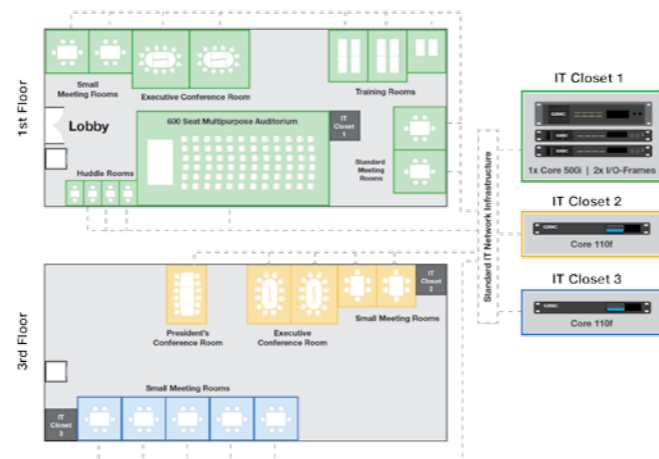 1st Floor
Small
Meeting Rooms
Executive Conference Room
Training Rooms
Lobby
600 Seat Multipurpose Auditorium
IT
Closet
1
Standard
Meeting
Rooms
Huddle Rooms
3rd Floor
President's
Conference Room
Executive
Conference Room
Small Meeting Rooms
IT
Closet
2
Small Meeting Rooms
IT
Closet
3
Standard IT Network Infrastructure
IT Closet 1
QSC
1x Core 500i | 2x I/O-Frames
IT Closet 2
QSC
Core 110f
IT Closet 3
QSC
Core 110f